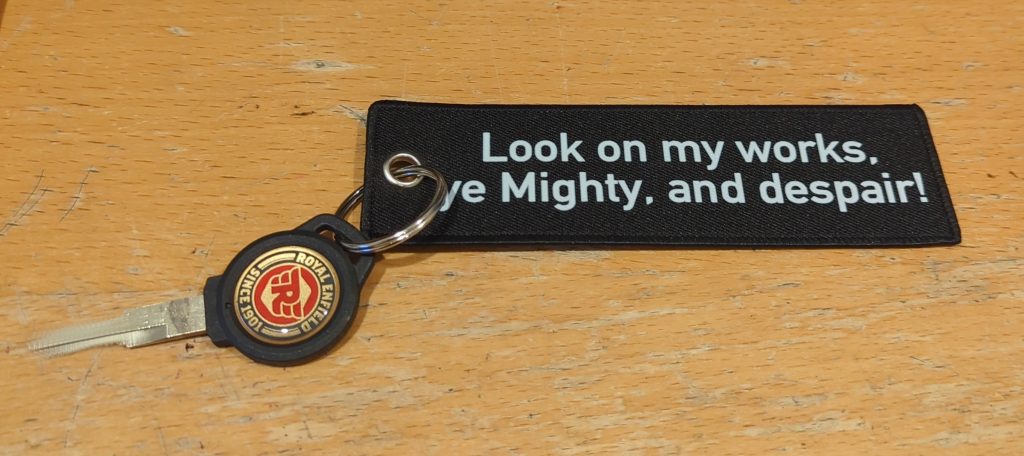 Look on my works,
ye Mighty, and despair!
ROYAL ENFIELD
SINCE 1901